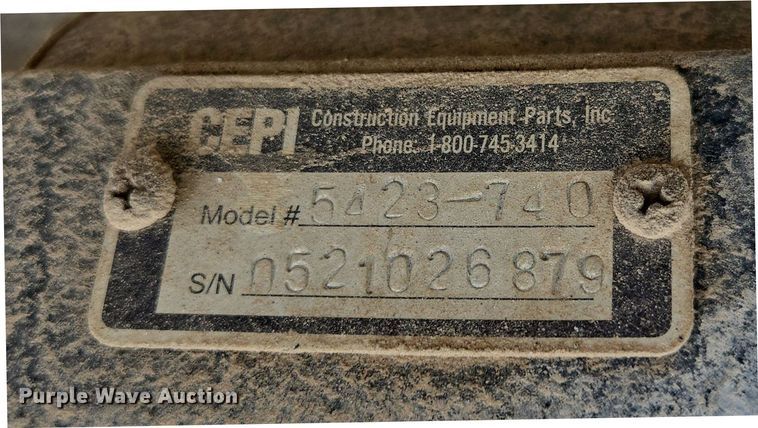 CEPI Construction Equipment Parts, Inc.
Phone: 1-800-745-3414
Model # 5423-740
S/N 0521026879
Purple Wave Auction